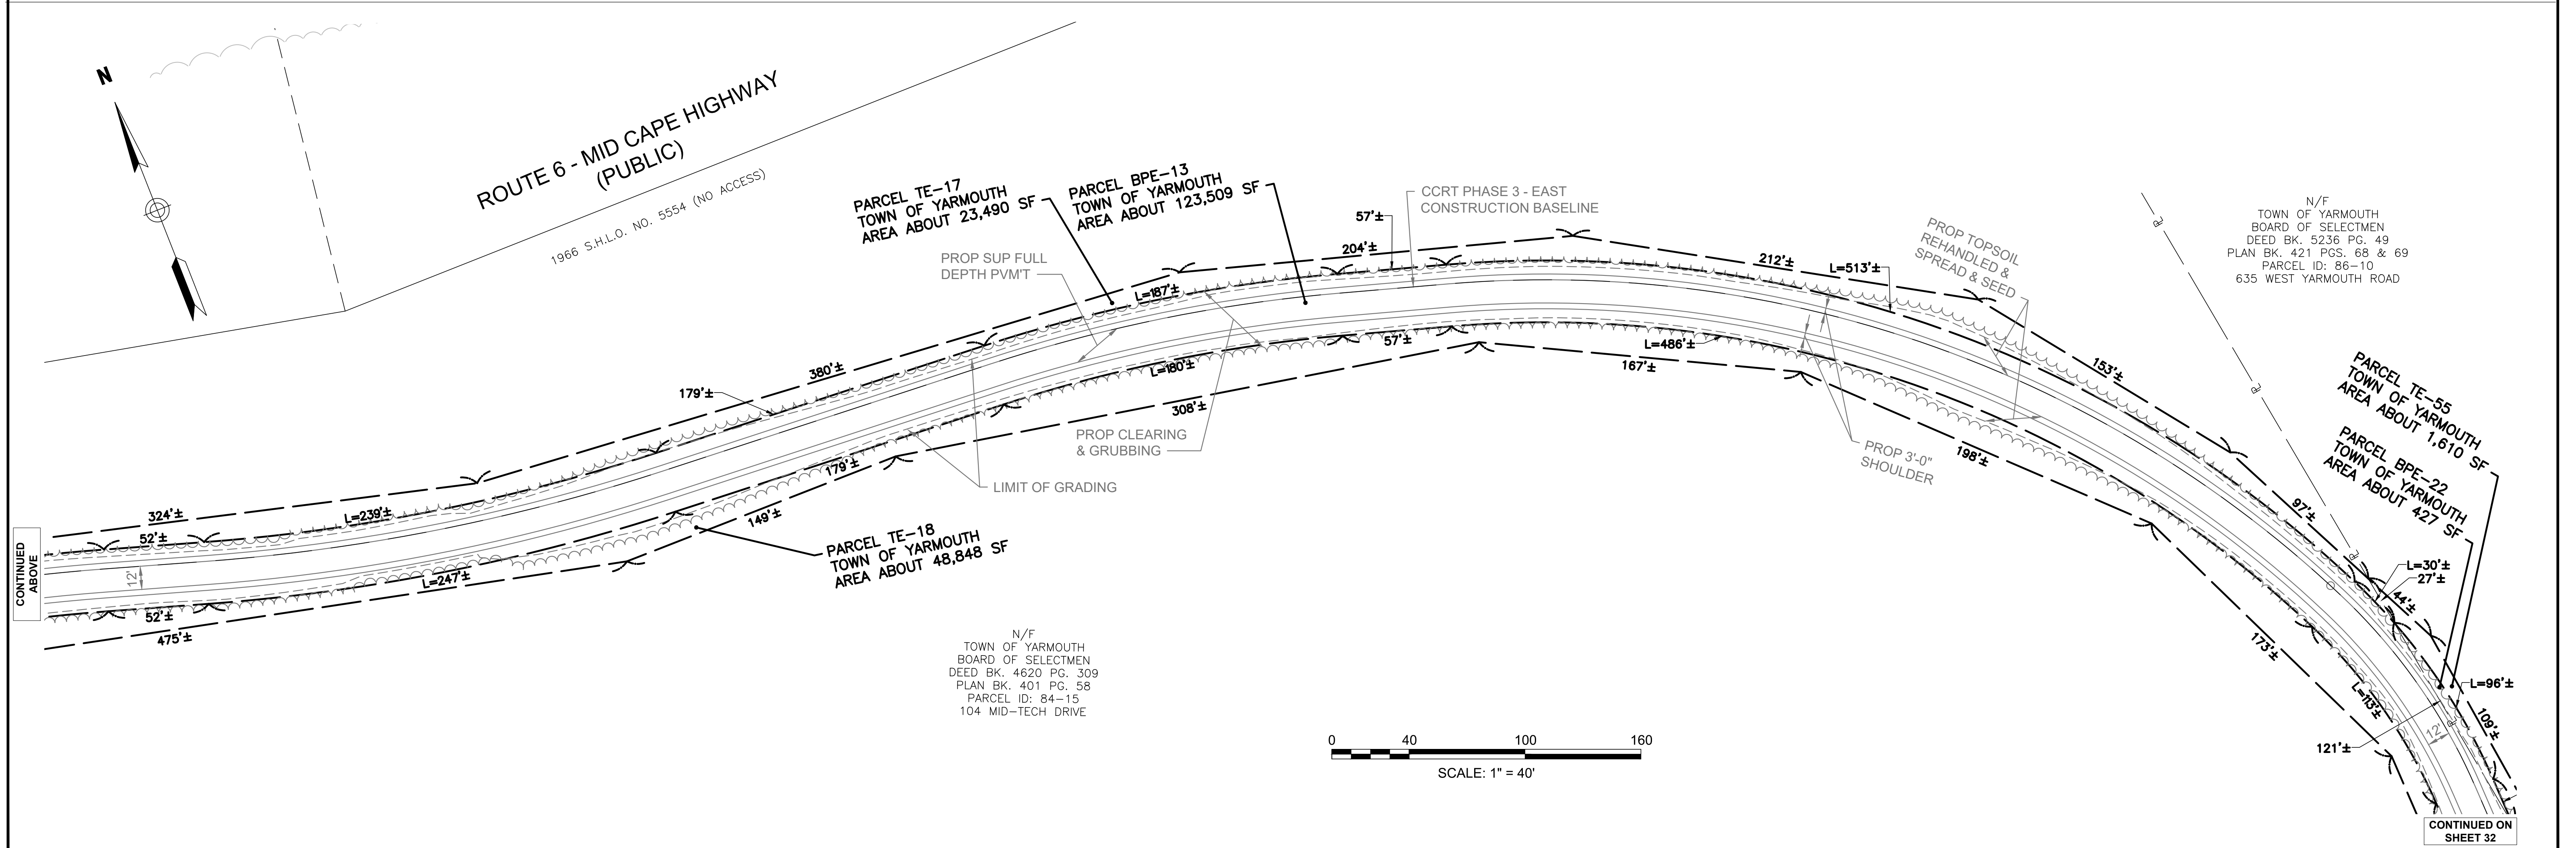 N
ROUTE 6 - MID CAPE HIGHWAY
(PUBLIC)
1966 S.H.L.O. NO. 5554 (NO ACCESS)
PARCEL TE-17
TOWN OF YARMOUTH
AREA ABOUT 23,490 SF
PARCEL BPE-13
TOWN OF YARMOUTH
AREA ABOUT 123,509 SF
CCRT PHASE 3 - EAST
CONSTRUCTION BASELINE
PROP SUP FULL
DEPTH PVM'T
PROP TOPSOIL
REHANDLED &
SPREAD & SEED
N/F
TOWN OF YARMOUTH
BOARD OF SELECTMEN
DEED BK. 5236 PG. 49
PLAN BK. 421 PGS. 68 & 69
PARCEL ID: 86-10
635 WEST YARMOUTH ROAD
57'±
204'±
212'±
L=513'±
L=187'±
57'±
L=486'±
L=180'±
167'±
153'±
380'±
179'±
308'±
PROP CLEARING
& GRUBBING
PROP 3'-0"
SHOULDER
198'±
PARCEL TE-55
TOWN OF YARMOUTH
AREA ABOUT 1,610 SF
PARCEL BPE-22
TOWN OF YARMOUTH
AREA ABOUT 427 SF
179'±
LIMIT OF GRADING
324'±
L=239'±
52'±
149'±
97'±
CONTINUED
ABOVE
12'
L=247'±
PARCEL TE-18
TOWN OF YARMOUTH
AREA ABOUT 48,848 SF
L=30'±
27'±
44'±
52'±
475'±
N/F
TOWN OF YARMOUTH
BOARD OF SELECTMEN
DEED BK. 4620 PG. 309
PLAN BK. 401 PG. 58
PARCEL ID: 84-15
104 MID-TECH DRIVE
173'±
L=113'±
L=96'±
109'±
12'
121'±
0 40 100 160
SCALE: 1" = 40'
CONTINUED ON
SHEET 32